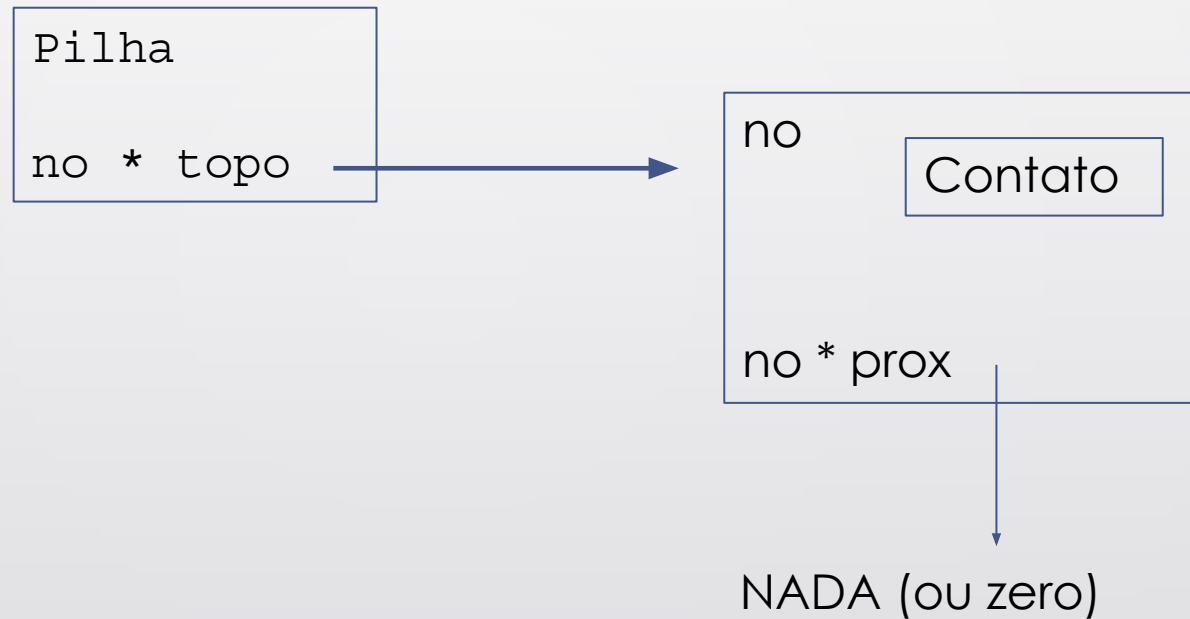 Pilha
no * topo
no
Contato
no * prox
NADA (ou zero)